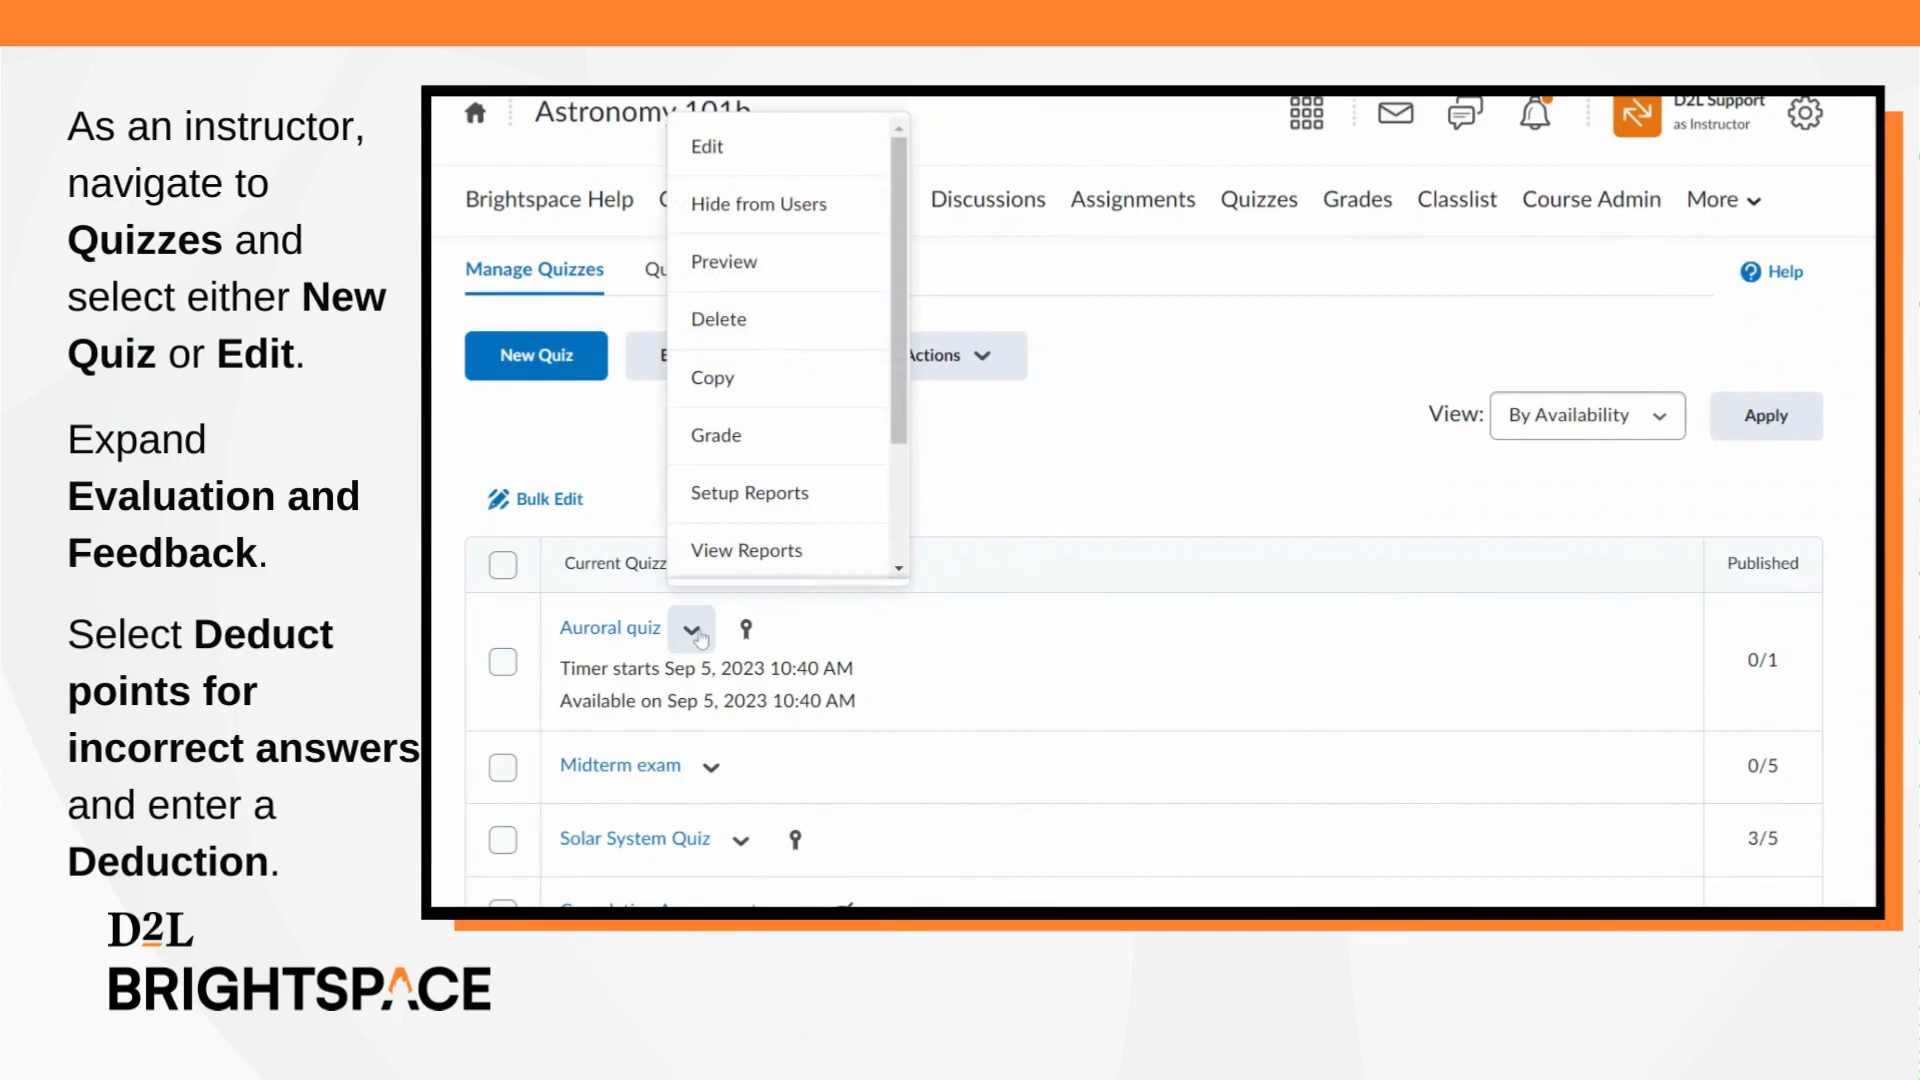 As an instructor,
navigate to
Quizzes and
select either New
Quiz or Edit.
Expand
Evaluation and
Feedback.
Select Deduct
points for
incorrect answers
and enter a
Deduction.
D2L
BRIGHTSPACE
Astronomy 101b
D2L Support
as Instructor
Brightspace Help
Discussions Assignments Quizzes Grades Classlist Course Admin More
Manage Quizzes
Help
New Quiz
Actions
View: By Availability Apply
Bulk Edit
Edit
Hide from Users
Preview
Delete
Copy
Grade
Setup Reports
View Reports
Current Quizz Published
Auroral quiz
Timer starts Sep 5, 2023 10:40 AM
Available on Sep 5, 2023 10:40 AM
0/1
Midterm exam 0/5
Solar System Quiz 3/5